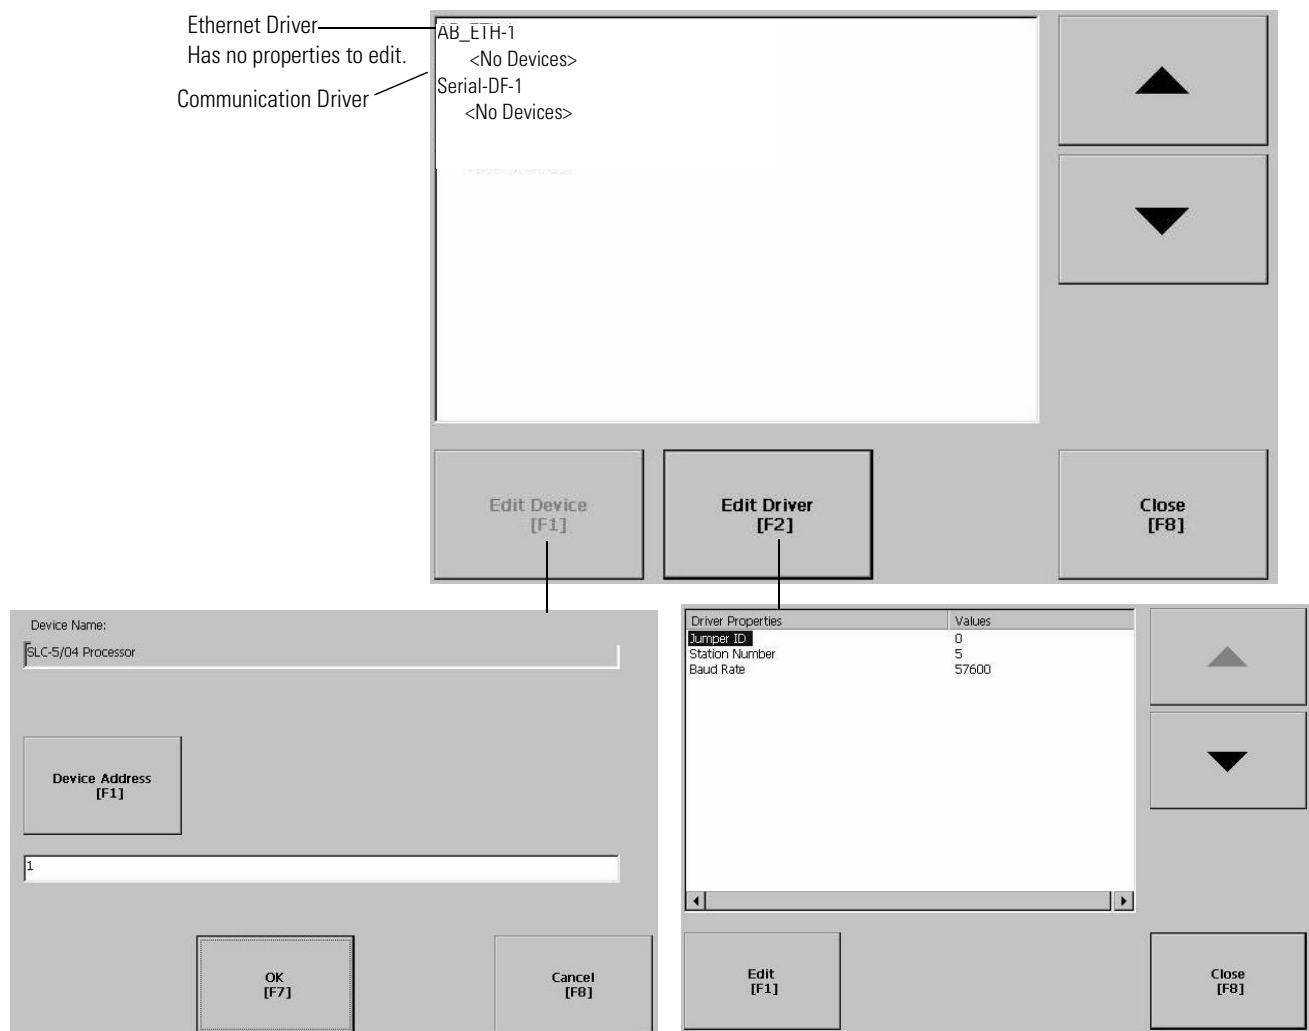 Ethernet Driver
Has no properties to edit.
Communication Driver
AB_ETH-1
<No Devices>
Serial-DF-1
<No Devices>
Edit Device
[F1]
Edit Driver
[F2]
Close
[F8]
Device Name:
SLC-5/04 Processor
Device Address
[F1]
1
OK
[F7]
Cancel
[F8]
Driver Properties Values
Jumper ID 0
Station Number 5
Baud Rate 57600
Edit
[F1]
Close
[F8]